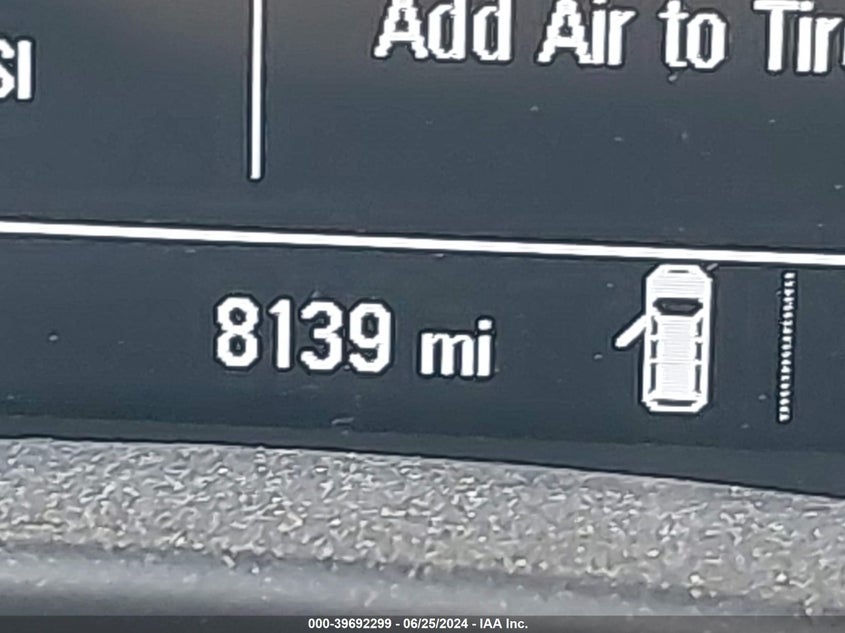 Add Air to Tir
SI
8139 mi
000-39692299 - 06/25/2024 - IAA Inc.